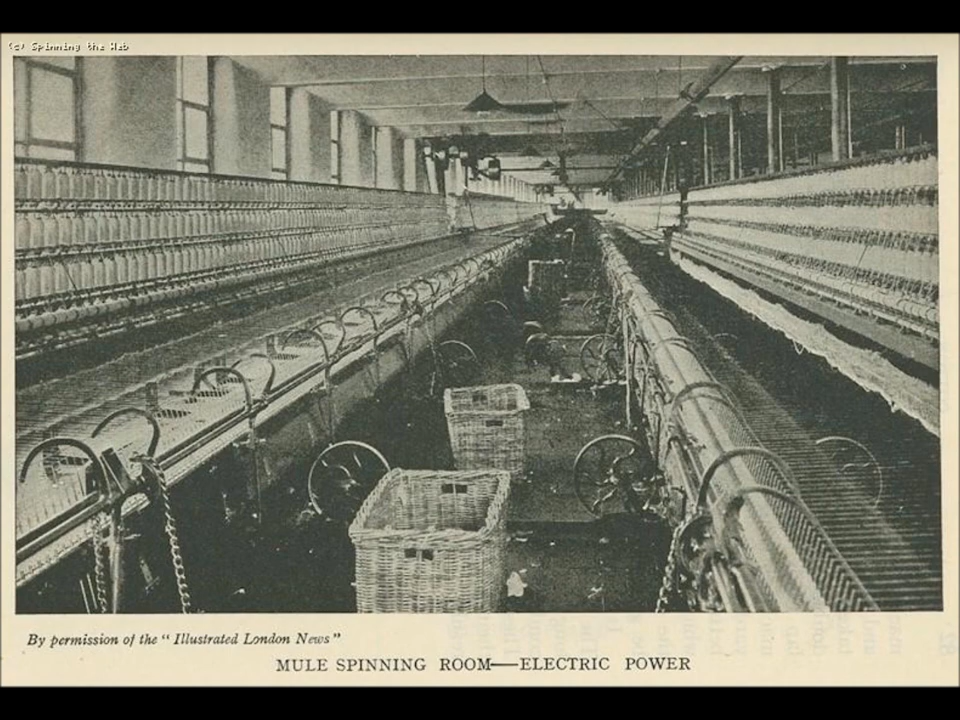 (c) Spinning the Web
By permission of the "Illustrated London News"
MULE SPINNING ROOM—ELECTRIC POWER